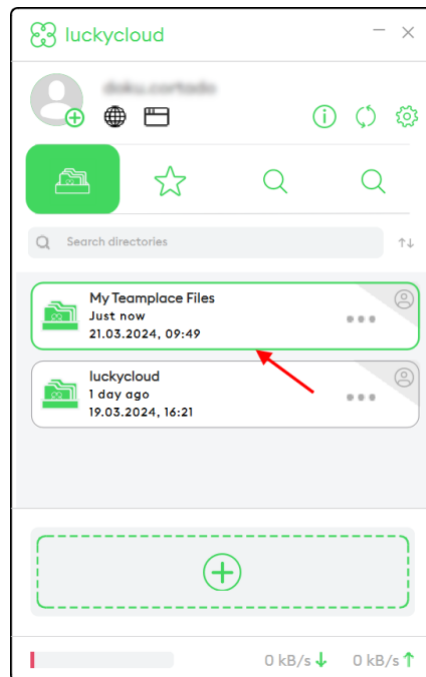 luckycloud
Search directories
My Teamplace Files
Just now
21.03.2024, 09:49
luckycloud
1 day ago
19.03.2024, 16:21
0 kB/s 0 kB/s